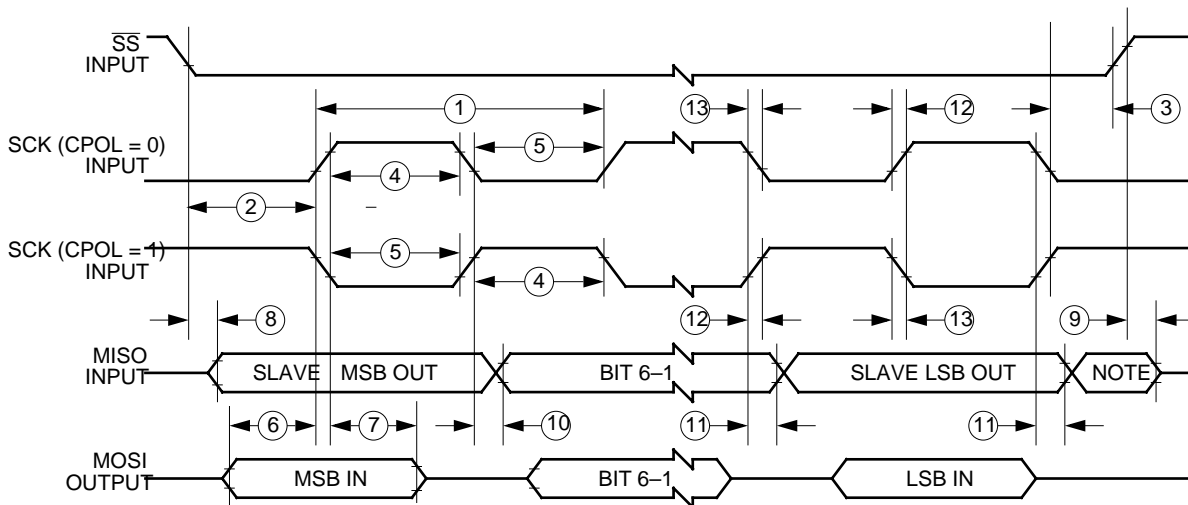 SS
INPUT
1
13
12
3
SCK (CPOL = 0)
INPUT
5
4
2
SCK (CPOL = 1)
INPUT
5
4
8
12
13
9
MISO
INPUT
SLAVE MSB OUT
BIT 6–1
SLAVE LSB OUT
NOTE
6
7
10
11
11
MOSI
OUTPUT
MSB IN
BIT 6–1
LSB IN